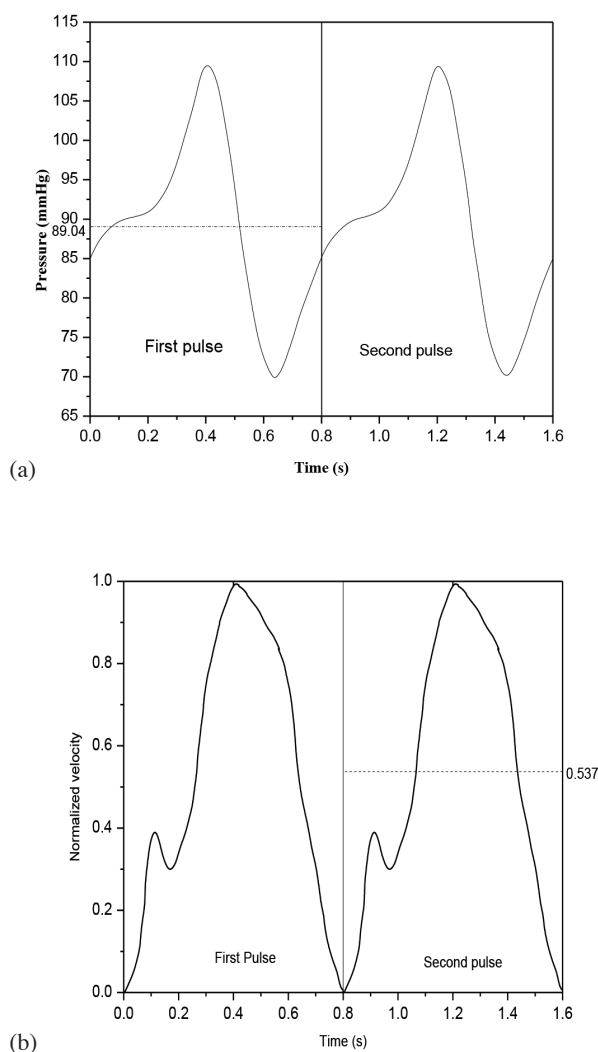 115
110
105
100
95
90
89.04
85
80
75
70
65
Pressure (mmHg)
First pulse
Second pulse
0.0 0.2 0.4 0.6 0.8 1.0 1.2 1.4 1.6
Time (s)
(a)
1.0
0.8
0.6
0.537
0.4
0.2
0.0
Normalized velocity
First Pulse
Second pulse
0.0 0.2 0.4 0.6 0.8 1.0 1.2 1.4 1.6
Time (s)
(b)